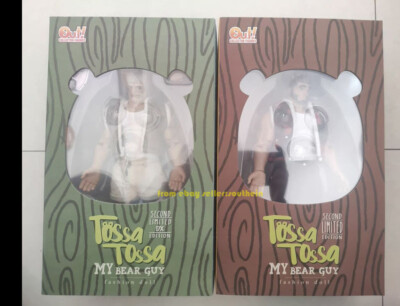 Tossa
Tossa
SECOND
LIMITED
DX
EDITION
MY BEAR GUY
fashion doll
Tossa
Tossa
SECOND
LIMITED
EDITION
MY BEAR GUY
fashion doll